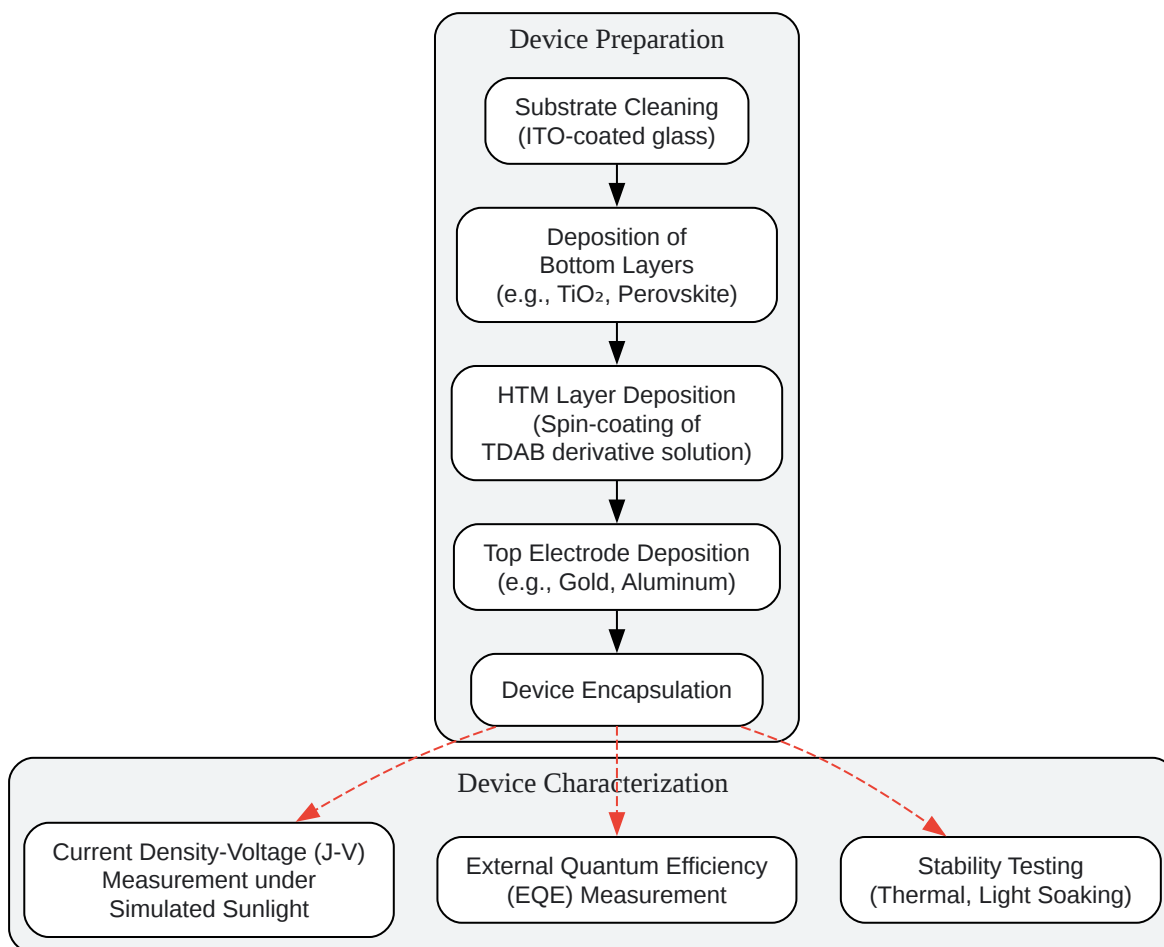 Device Preparation
Substrate Cleaning
(ITO-coated glass)
Deposition of
Bottom Layers
(e.g., TiO₂, Perovskite)
HTM Layer Deposition
(Spin-coating of
TDAB derivative solution)
Top Electrode Deposition
(e.g., Gold, Aluminum)
Device Encapsulation
Device Characterization
Current Density-Voltage (J-V)
Measurement under
Simulated Sunlight
External Quantum Efficiency
(EQE) Measurement
Stability Testing
(Thermal, Light Soaking)